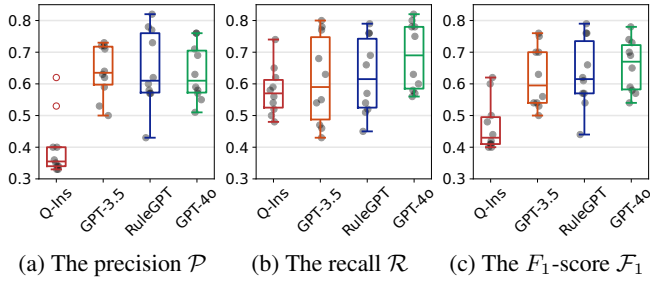 0.8
0.7
0.6
0.5
0.4
0.3
Q-Ins
GPT-3.5
RuleGPT
GPT-4o
(a) The precision 𝒫
0.8
0.7
0.6
0.5
0.4
0.3
Q-Ins
GPT-3.5
RuleGPT
GPT-4o
(b) The recall ℛ
0.8
0.7
0.6
0.5
0.4
0.3
Q-Ins
GPT-3.5
RuleGPT
GPT-4o
(c) The F₁-score ℱ₁